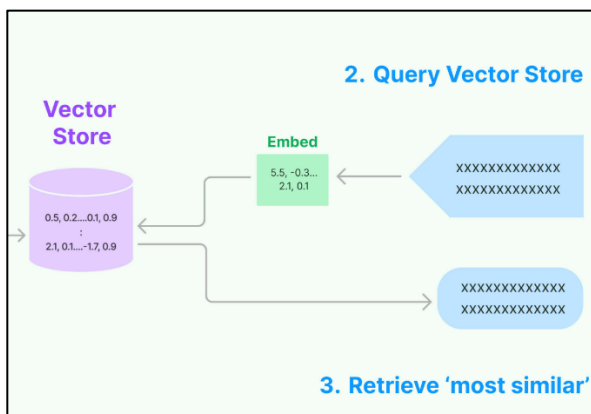 2. Query Vector Store
Vector
Store
Embed
5.5, -0.3...
2.1, 0.1
XXXXXXXXXXXXX
XXXXXXXXXXXXX
0.5, 0.2....0.1, 0.9
:
2.1, 0.1....-1.7, 0.9
XXXXXXXXXXXXX
XXXXXXXXXXXXX
3. Retrieve ‘most similar’